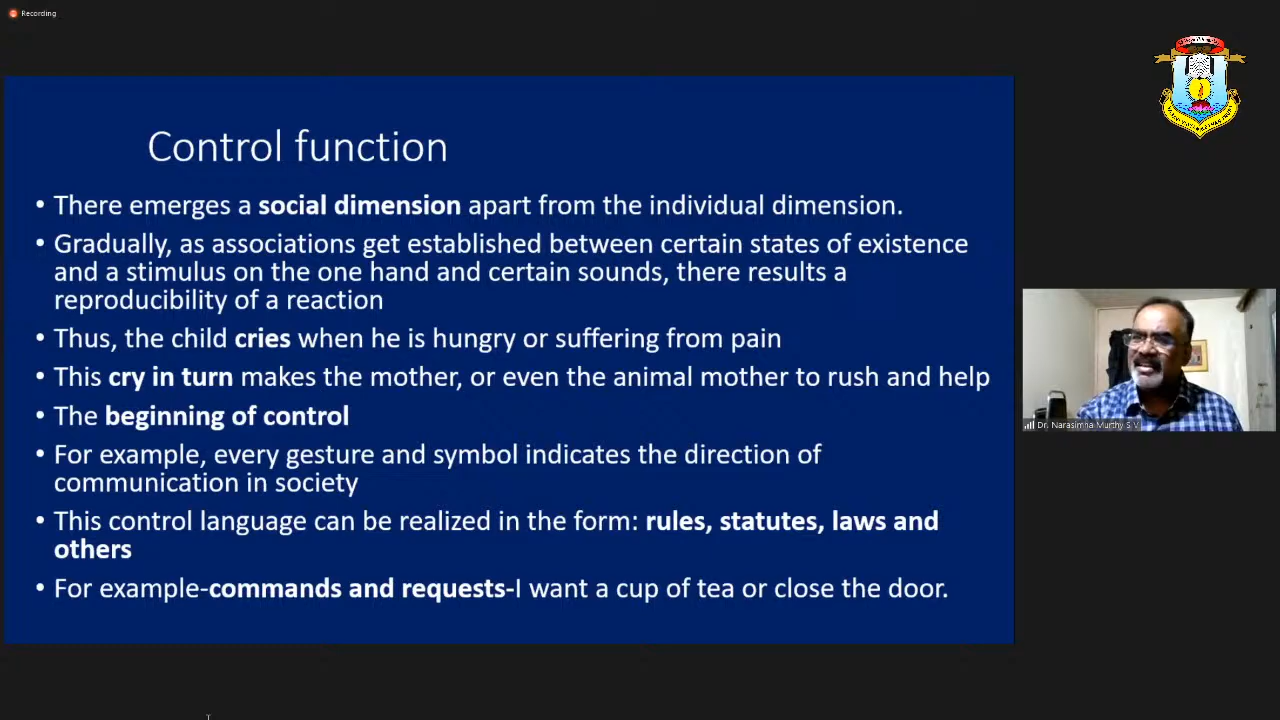 Recording
Control function
• There emerges a social dimension apart from the individual dimension.
• Gradually, as associations get established between certain states of existence
and a stimulus on the one hand and certain sounds, there results a
reproducibility of a reaction
• Thus, the child cries when he is hungry or suffering from pain
• This cry in turn makes the mother, or even the animal mother to rush and help
• The beginning of control
• For example, every gesture and symbol indicates the direction of
communication in society
• This control language can be realized in the form: rules, statutes, laws and
others
• For example-commands and requests-I want a cup of tea or close the door.
Dr. Narasimha Murthy S V